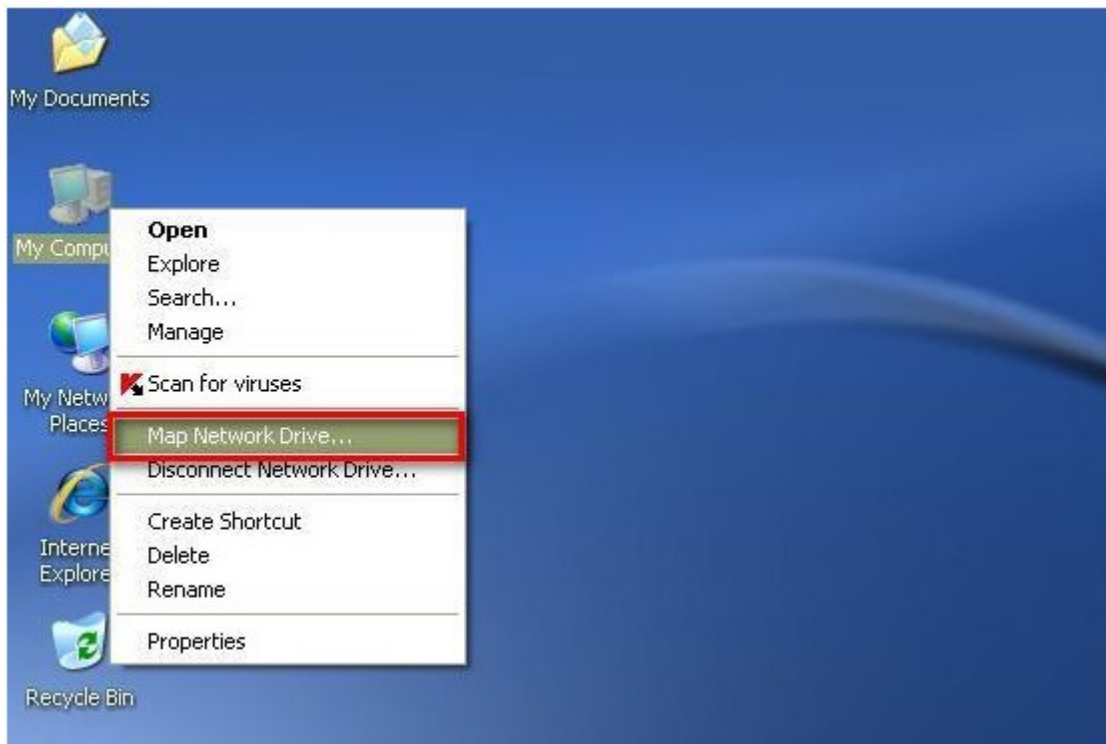 My Documents
My Compu
My Netw
Places
Interne
Explore
Recycle Bin
Open
Explore
Search...
Manage
Scan for viruses
Map Network Drive...
Disconnect Network Drive...
Create Shortcut
Delete
Rename
Properties